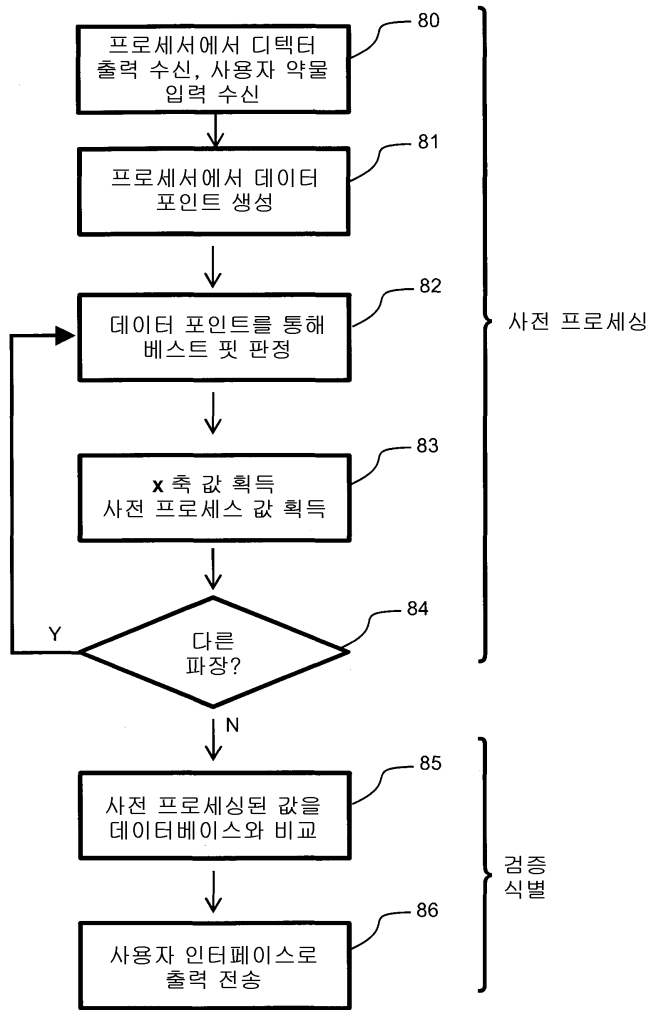 80
프로세서에서 디텍터
출력 수신, 사용자 약물
입력 수신
81
프로세서에서 데이터
포인트 생성
82
데이터 포인트를 통해
베스트 핏 판정
사전 프로세싱
83
x 축 값 획득
사전 프로세스 값 획득
84
Y
다른
파장?
N
85
사전 프로세싱된 값을
데이터베이스와 비교
검증
식별
86
사용자 인터페이스로
출력 전송